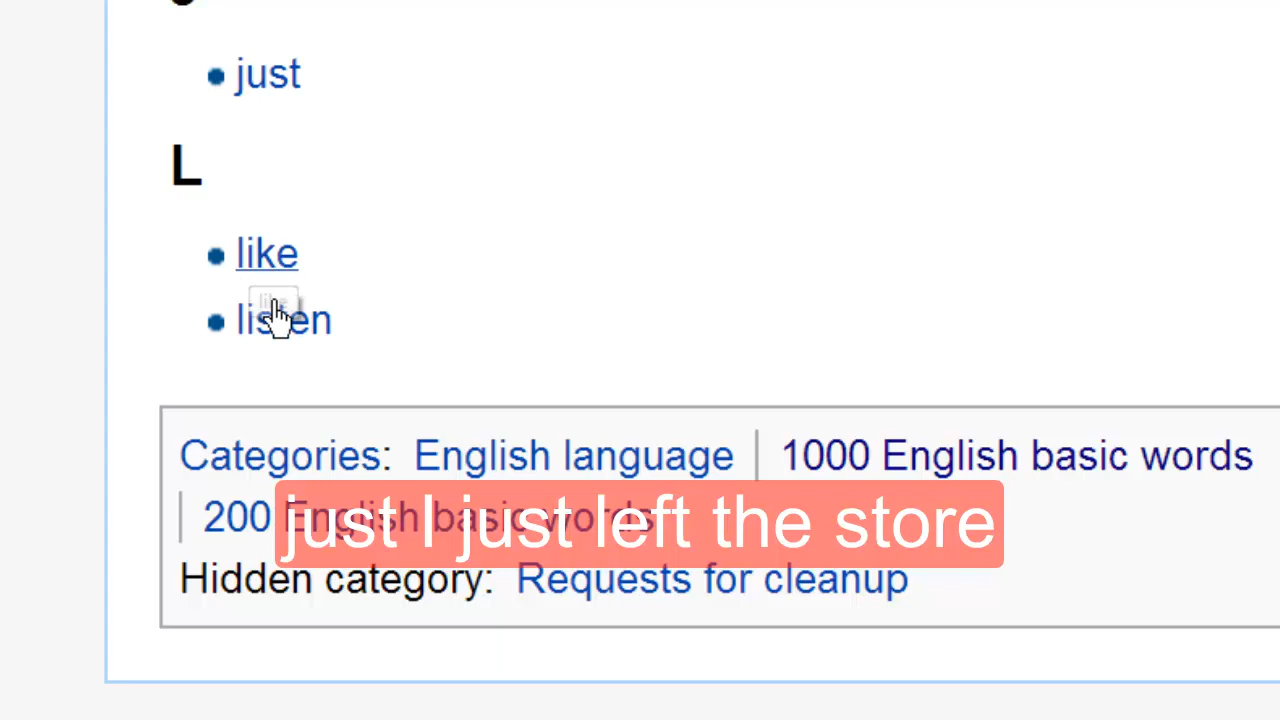 just
L
like
like
listen
Categories: English language | 1000 English basic words
| 200 English basic words
just I just left the store
Hidden category: Requests for cleanup